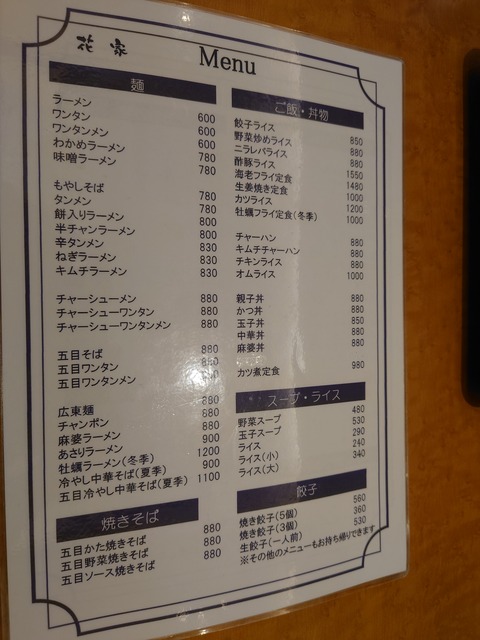 花家
Menu
麺
ラーメン 600
ワンタン 600
ワンタンメン 600
わかめラーメン 780
味噌ラーメン 780
もやしそば 780
タンメン 780
餅入りラーメン 800
半チャンラーメン 800
辛タンメン 830
ねぎラーメン 830
キムチラーメン 830
チャーシューメン 880
チャーシューワンタン 880
チャーシューワンタンメン 880
五目そば 880
五目ワンタン 880
五目ワンタンメン 880
広東麺 880
チャンポン 880
麻婆ラーメン 880
あさりラーメン 900
牡蠣ラーメン（冬季） 1200
冷やし中華そば（夏季） 900
五目冷やし中華そば（夏季） 1100
焼きそば
五目かた焼きそば 880
五目野菜焼きそば 880
五目ソース焼きそば 880
ご飯・丼物
餃子ライス 850
野菜炒めライス 880
ニラレバライス 880
酢豚ライス 1550
海老フライ定食 1480
生姜焼き定食 1000
カツライス 1200
牡蠣フライ定食（冬季） 1000
チャーハン 880
キムチチャーハン 880
チキンライス 880
オムライス 1000
親子丼 880
かつ丼 880
玉子丼 850
中華丼 880
麻婆丼 880
カツ煮定食 980
スープ・ライス
野菜スープ 480
玉子スープ 530
ライス 290
ライス（小） 240
ライス（大） 340
餃子
焼き餃子（5個） 560
焼き餃子（3個） 360
生餃子（一人前） 530
※その他のメニューもお持ち帰りできます